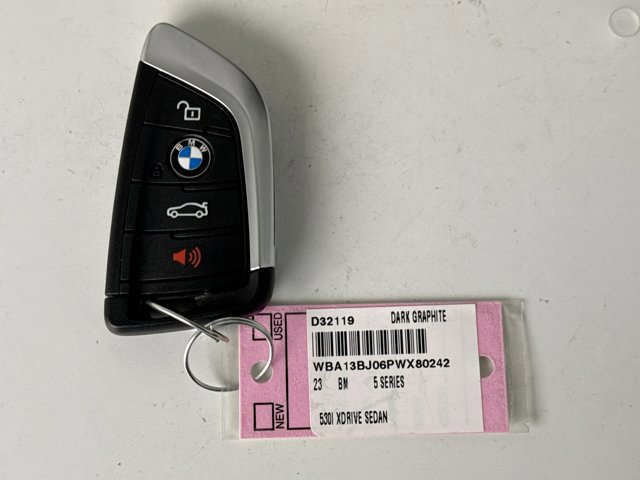 BMW
D32119 DARK GRAPHITE
WBA13BJ06PWX80242
23 BM 5 SERIES
530I XDRIVE SEDAN
USED
NEW